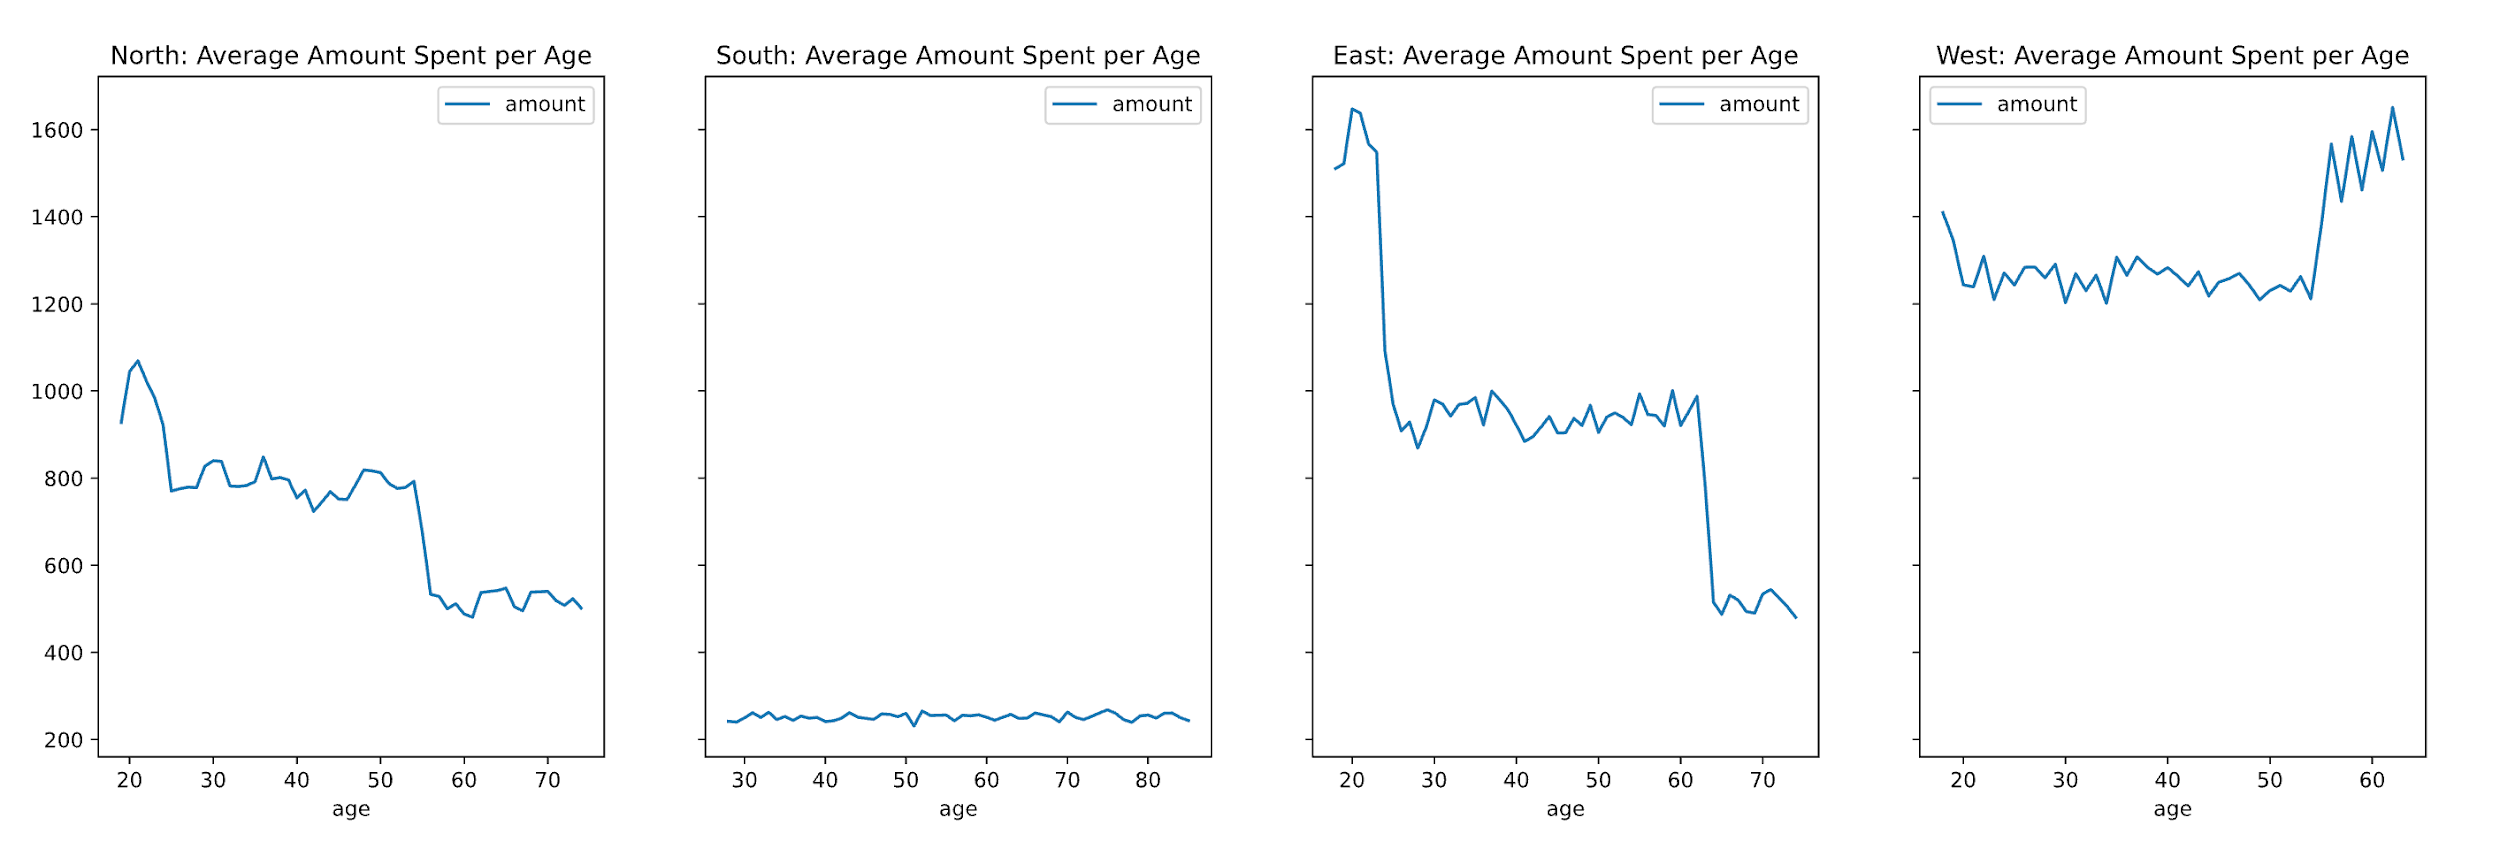 North: Average Amount Spent per Age
amount
1600
1400
1200
1000
800
600
400
200
20 30 40 50 60 70
age
South: Average Amount Spent per Age
amount
30 40 50 60 70 80
age
East: Average Amount Spent per Age
amount
20 30 40 50 60 70
age
West: Average Amount Spent per Age
amount
20 30 40 50 60
age